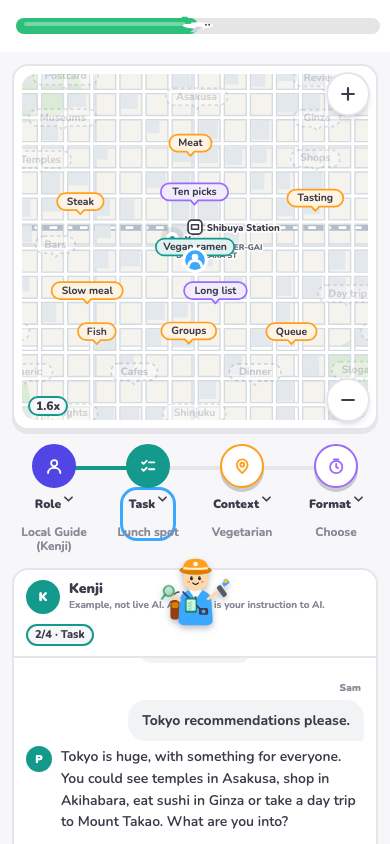 Postcard
Review
Asakusa
Museums
Ginza
Meat
Temples
Shops
Ten picks
Steak
Tasting
Shibuya Station
Bars
Vegan ramen
ER-GAI
ST
Slow meal
Long list
Day trip
Fish
Groups
Queue
Cafes
Dinner
1.6x
Shinjuku
Role
Task
Context
Format
Local Guide
(Kenji)
Lunch spot
Vegetarian
Choose
K
Kenji
Example, not live AI. is your instruction to AI.
2/4 · Task
Sam
Tokyo recommendations please.
P
Tokyo is huge, with something for everyone.
You could see temples in Asakusa, shop in
Akihabara, eat sushi in Ginza or take a day trip
to Mount Takao. What are you into?